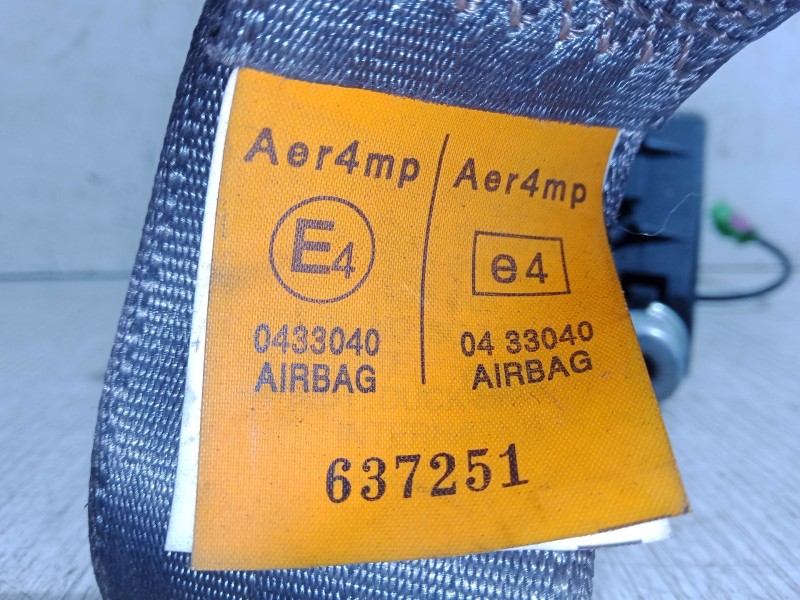 Aer4mp
E4
0433040
AIRBAG
Aer4mp
e4
04 33040
AIRBAG
637251